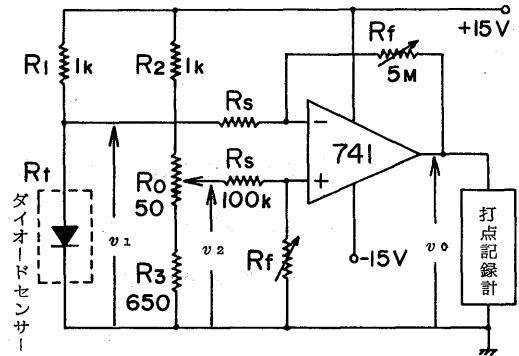 +15V
R1
1k
R2
1k
Rf
5M
Rs
−
741
Rt
ダイオードセンサー
v1
R0
50
Rs
100k
+
v2
R3
650
Rf
−15V
v0
打点記録計